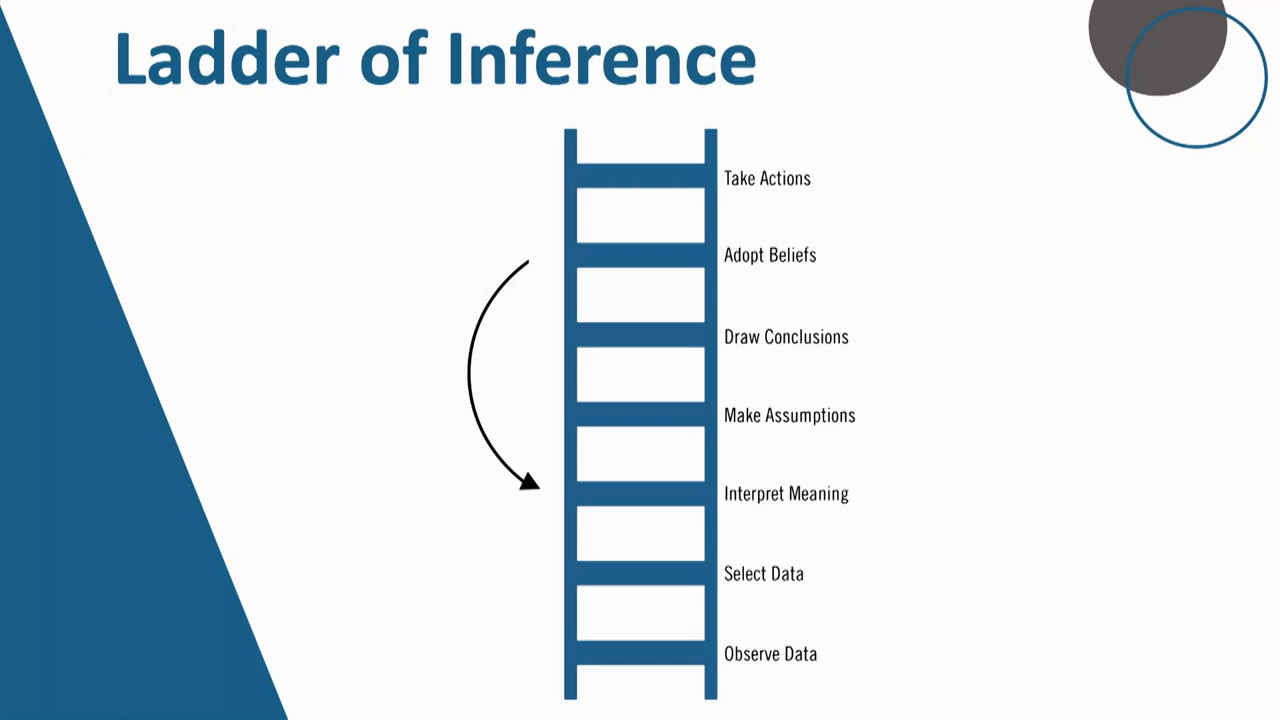 Ladder of Inference
Take Actions
Adopt Beliefs
Draw Conclusions
Make Assumptions
Interpret Meaning
Select Data
Observe Data